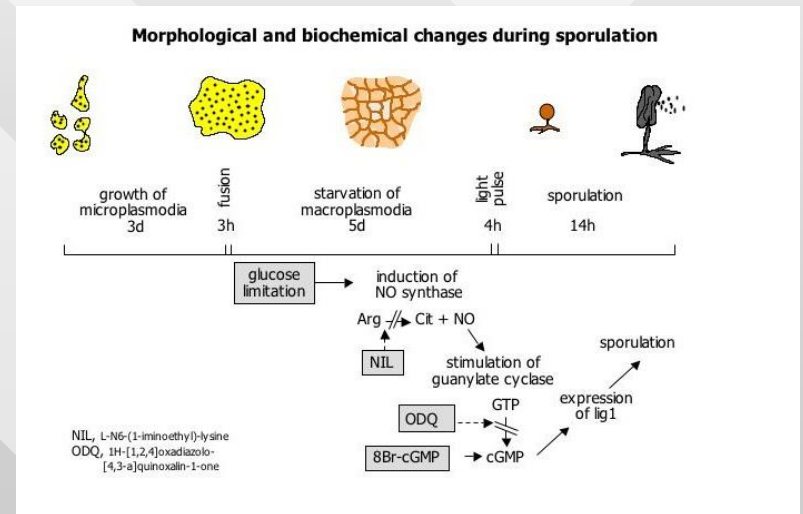 Morphological and biochemical changes during sporulation
growth of
microplasmodia
3d
fusion
3h
starvation of
macroplasmodia
5d
light
pulse
4h
sporulation
14h
glucose
limitation
induction of
NO synthase
Arg Cit + NO
NIL
stimulation of
guanylate cyclase
GTP
ODQ
8Br-cGMP
cGMP
expression
of lig1
sporulation
NIL, L-N6-(1-iminoethyl)-lysine
ODQ, 1H-[1,2,4]oxadiazolo-
[4,3-a]quinoxalin-1-one